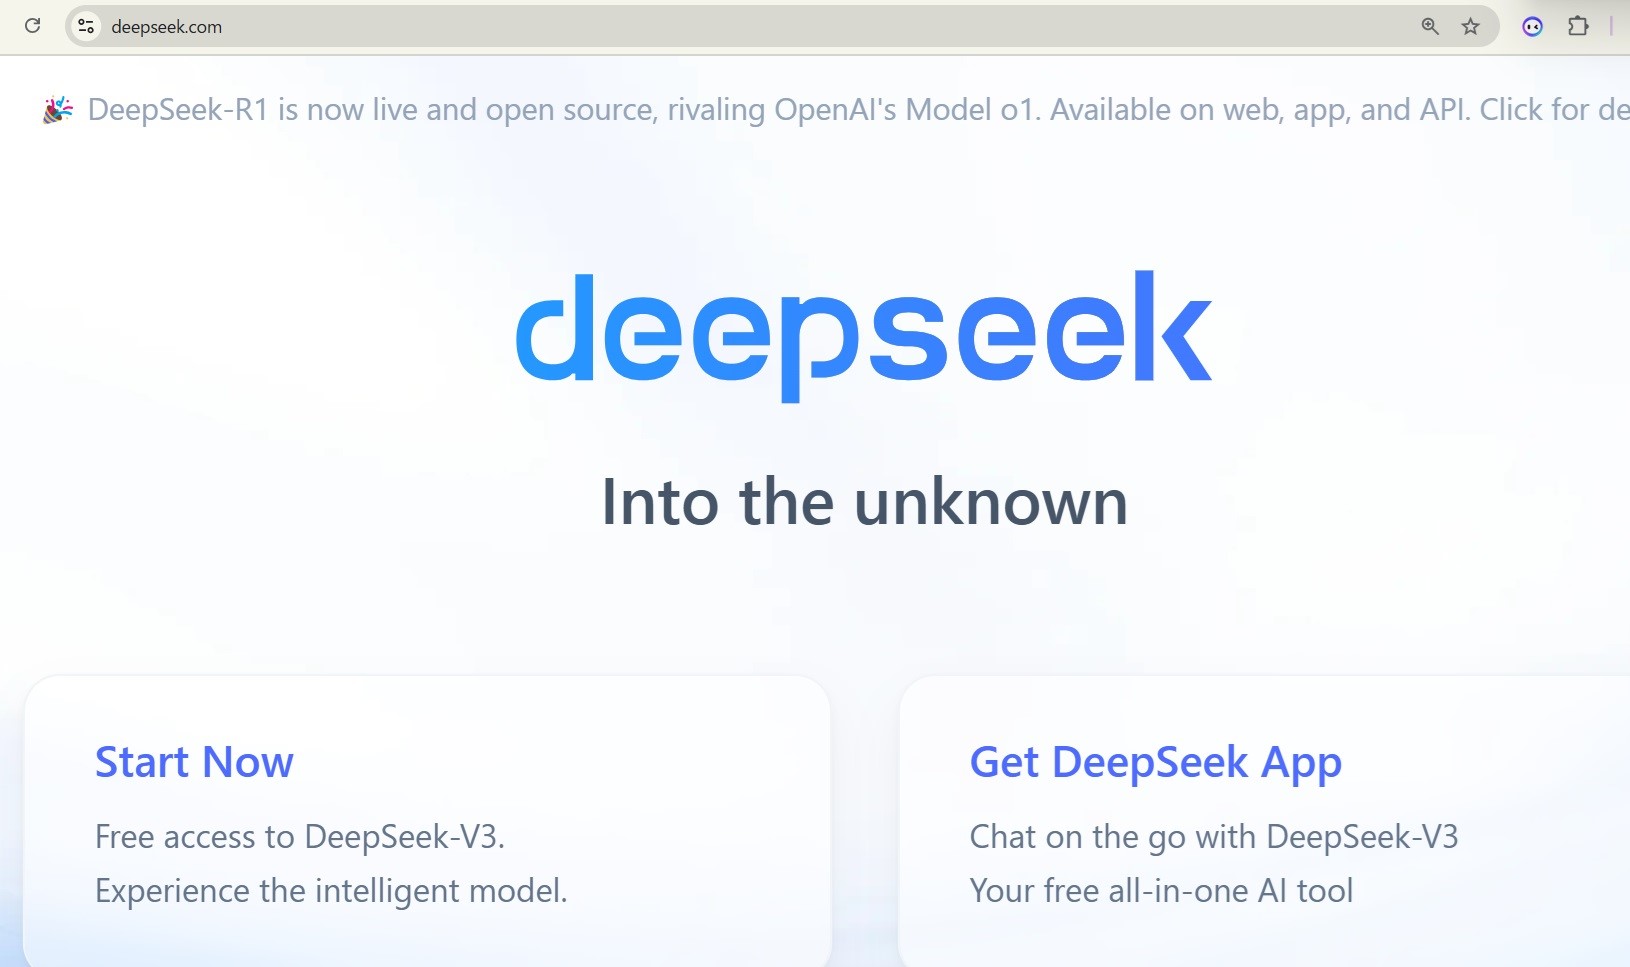 deepseek.com
🎉 DeepSeek-R1 is now live and open source, rivaling OpenAI's Model o1. Available on web, app, and API. Click for de
deepseek
Into the unknown
Start Now
Free access to DeepSeek-V3.
Experience the intelligent model.
Get DeepSeek App
Chat on the go with DeepSeek-V3
Your free all-in-one AI tool